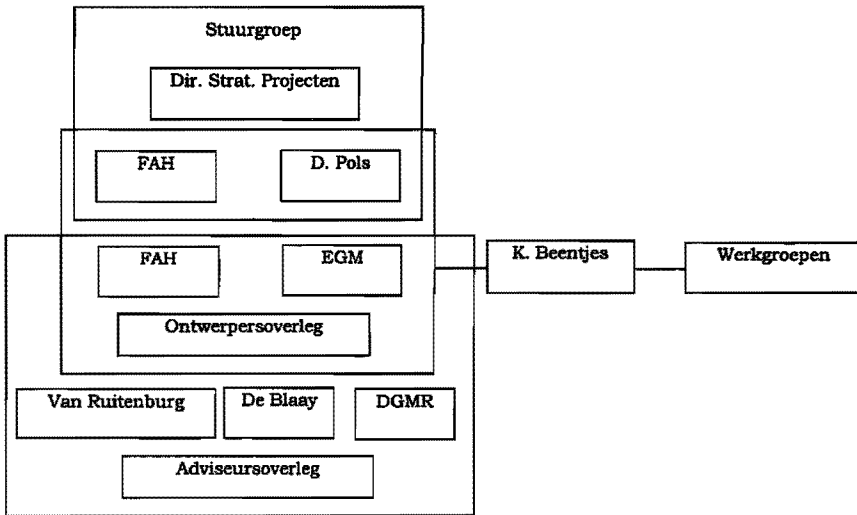 Stuurgroep
Dir. Strat. Projecten
FAH
D. Pols
FAH
EGM
K. Beentjes
Werkgroepen
Ontwerpersoverleg
Van Ruitenburg
De Blaay
DGMR
Adviseursoverleg